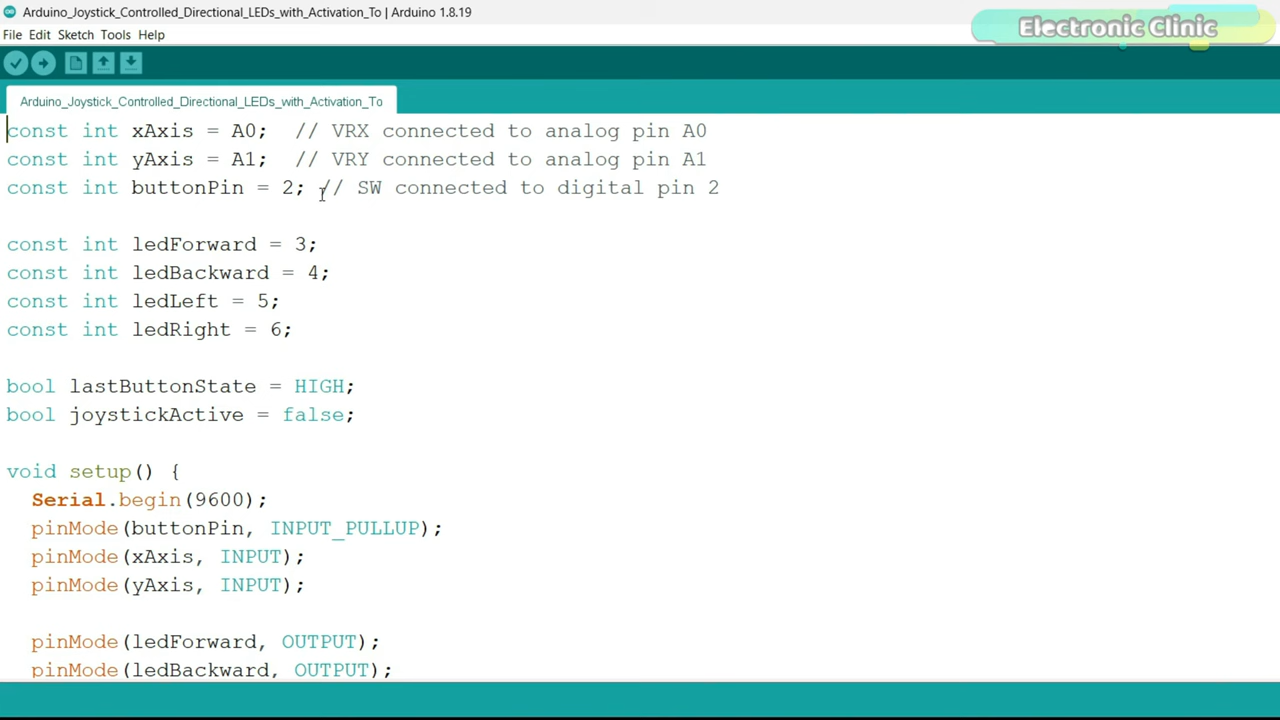 Arduino_Joystick_Controlled_Directional_LEDs_with_Activation_To | Arduino 1.8.19
Electronic Clinic
File Edit Sketch Tools Help
Arduino_Joystick_Controlled_Directional_LEDs_with_Activation_To
const int xAxis = A0;  // VRX connected to analog pin A0
const int yAxis = A1;  // VRY connected to analog pin A1
const int buttonPin = 2; // SW connected to digital pin 2
const int ledForward = 3;
const int ledBackward = 4;
const int ledLeft = 5;
const int ledRight = 6;
bool lastButtonState = HIGH;
bool joystickActive = false;
void setup() {
  Serial.begin(9600);
  pinMode(buttonPin, INPUT_PULLUP);
  pinMode(xAxis, INPUT);
  pinMode(yAxis, INPUT);
  pinMode(ledForward, OUTPUT);
  pinMode(ledBackward, OUTPUT);